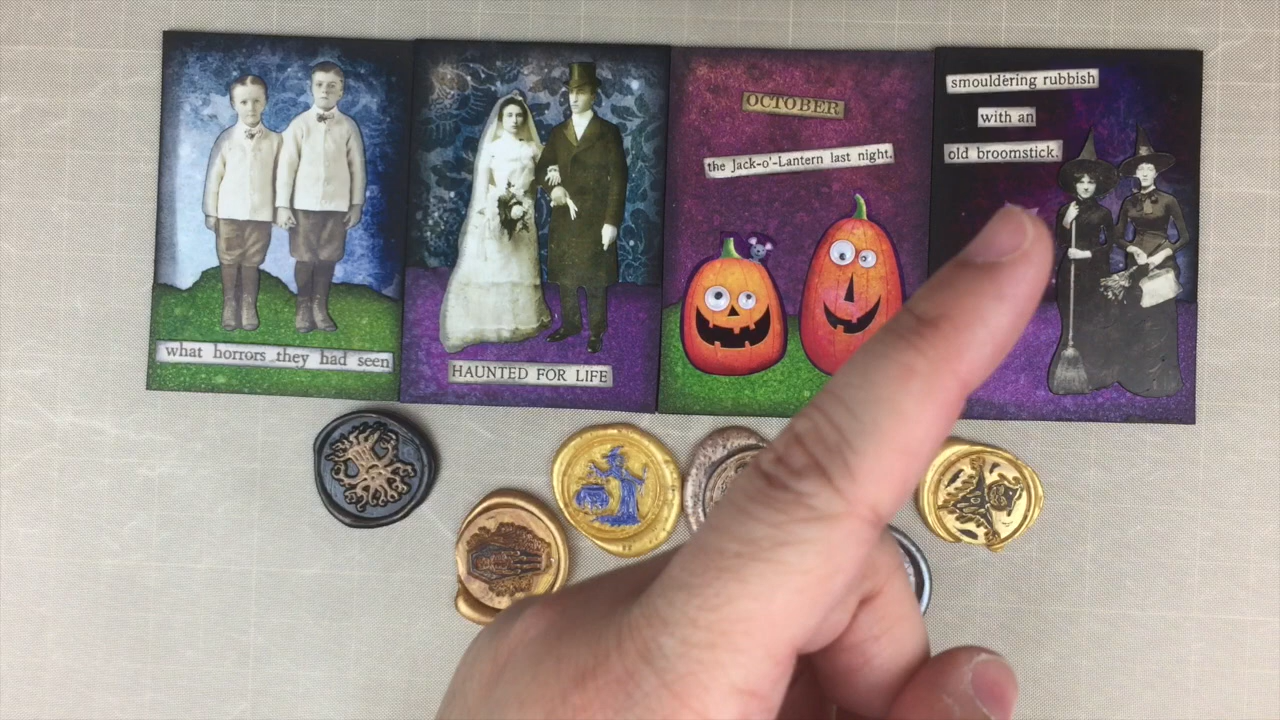 what horrors they had seen
HAUNTED FOR LIFE
OCTOBER
the Jack-o'-Lantern last night.
smouldering rubbish
with an
old broomstick.